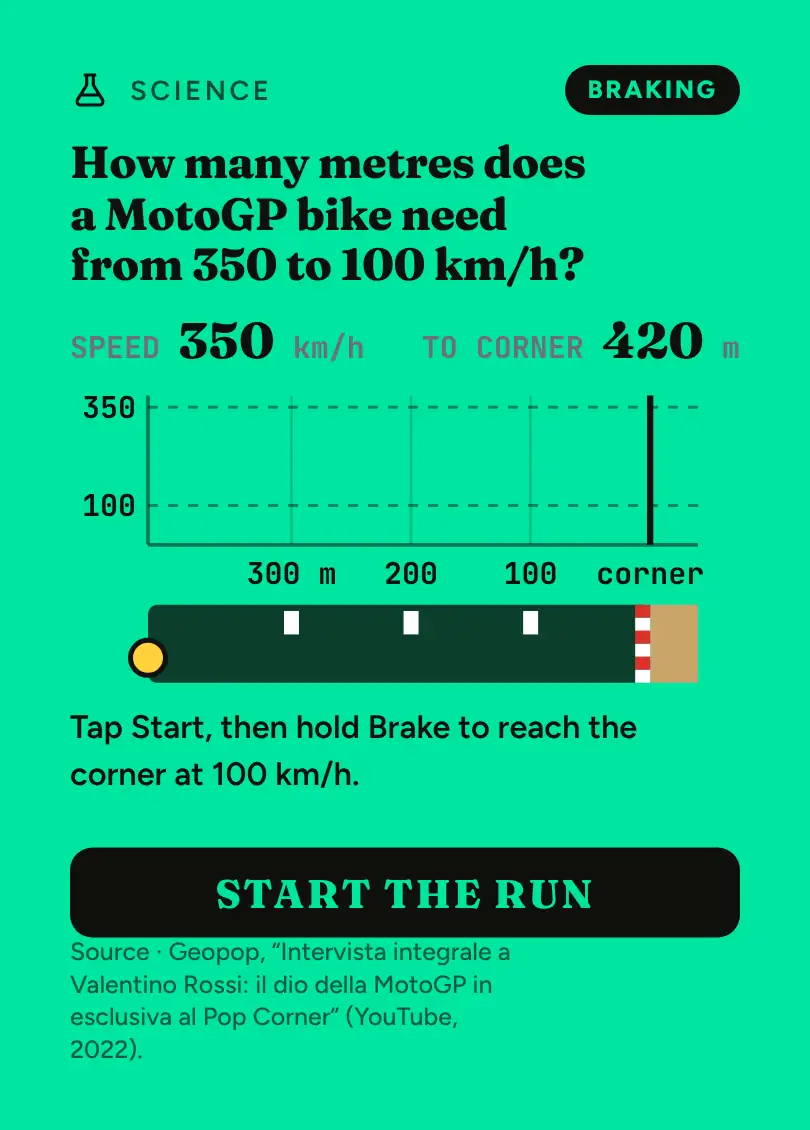 SCIENCE
BRAKING
How many metres does
a MotoGP bike need
from 350 to 100 km/h?
SPEED 350 km/h TO CORNER 420 m
350
100
300 m 200 100 corner
Tap Start, then hold Brake to reach the
corner at 100 km/h.
START THE RUN
Source · Geopop, “Intervista integrale a
Valentino Rossi: il dio della MotoGP in
esclusiva al Pop Corner” (YouTube,
2022).